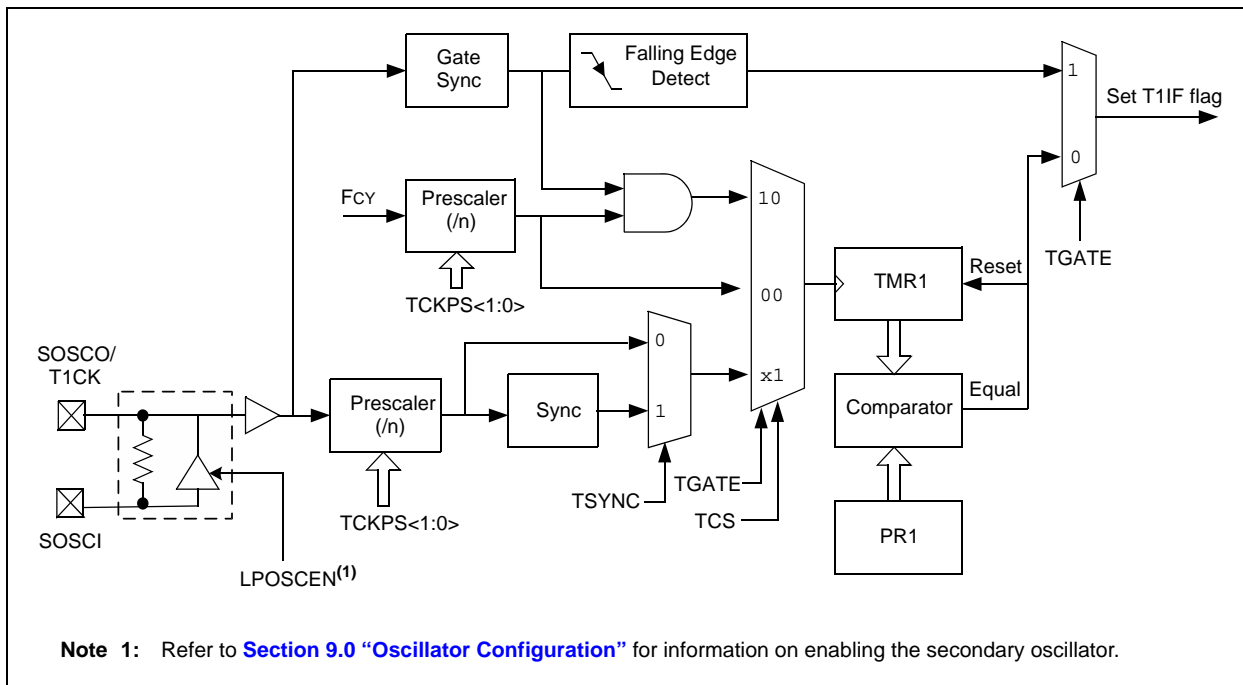 Gate
Sync
Falling Edge
Detect
1
Set T1IF flag
0
TGATE
FCY
Prescaler
(/n)
TCKPS<1:0>
10
00
x1
TMR1
Reset
SOSCO/
T1CK
SOSCI
Prescaler
(/n)
TCKPS<1:0>
Sync
0
1
TSYNC
TGATE
TCS
Comparator
Equal
PR1
LPOSCEN(1)
Note 1: Refer to Section 9.0 “Oscillator Configuration” for information on enabling the secondary oscillator.